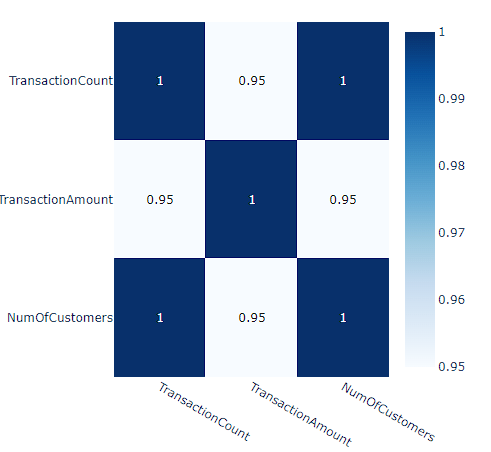 1
TransactionCount 1 0.95 1
0.99
0.98
TransactionAmount 0.95 1 0.95
0.97
0.96
NumOfCustomers 1 0.95 1
0.95
TransactionCount
TransactionAmount
NumOfCustomers